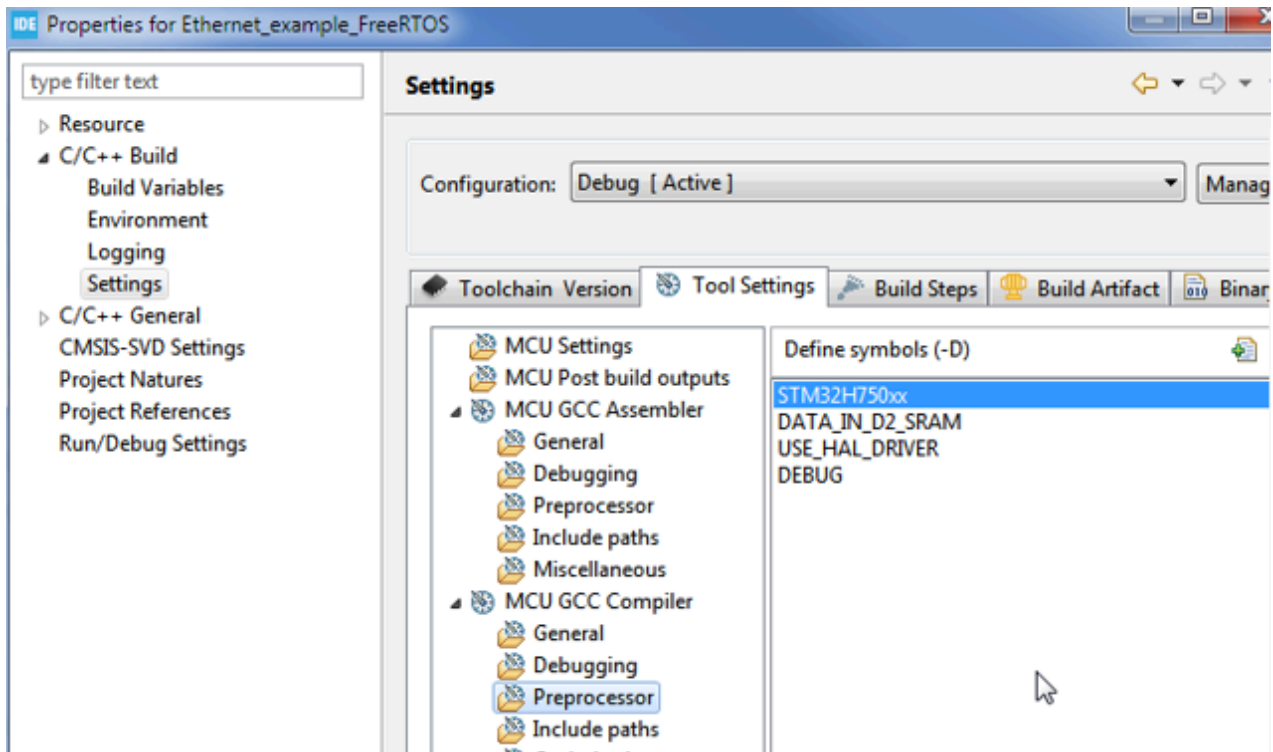 IDE Properties for Ethernet_example_FreeRTOS
type filter text
Resource
C/C++ Build
Build Variables
Environment
Logging
Settings
C/C++ General
CMSIS-SVD Settings
Project Natures
Project References
Run/Debug Settings
Settings
Configuration: Debug [ Active ] Manag
Toolchain Version Tool Settings Build Steps Build Artifact 010 Binar
MCU Settings
MCU Post build outputs
MCU GCC Assembler
General
Debugging
Preprocessor
Include paths
Miscellaneous
MCU GCC Compiler
General
Debugging
Preprocessor
Include paths
Define symbols (-D)
STM32H750xx
DATA_IN_D2_SRAM
USE_HAL_DRIVER
DEBUG